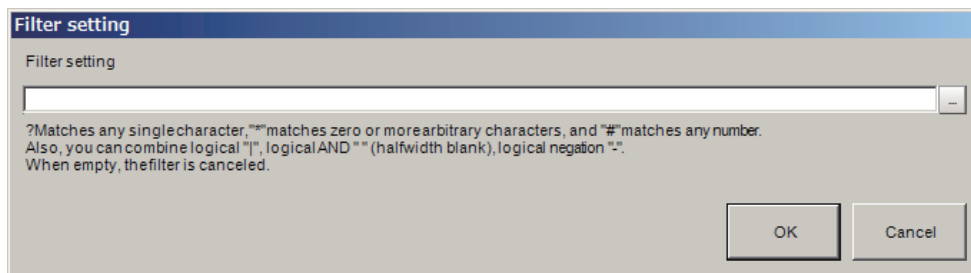 Filter setting
Filter setting
...
?Matches any single character,"*"matches zero or more arbitrary characters, and "#"matches any number.
Also, you can combine logical "|", logical AND " " (halfwidth blank), logical negation "-".
When empty, the filter is canceled.
OK Cancel